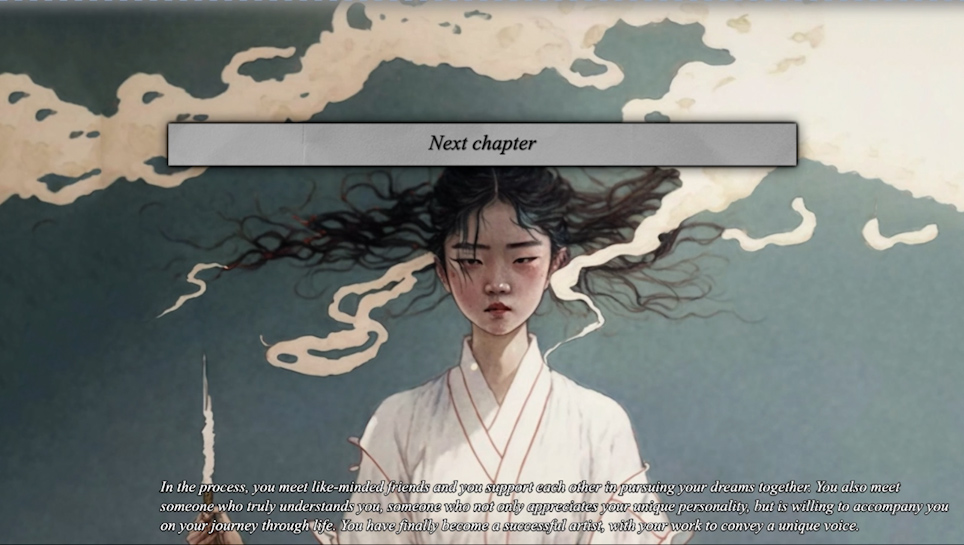 Next chapter
In the process, you meet like-minded friends and you support each other in pursuing your dreams together. You also meet
someone who truly understands you, someone who not only appreciates your unique personality, but is willing to accompany you
on your journey through life. You have finally become a successful artist, with your work to convey a unique voice.